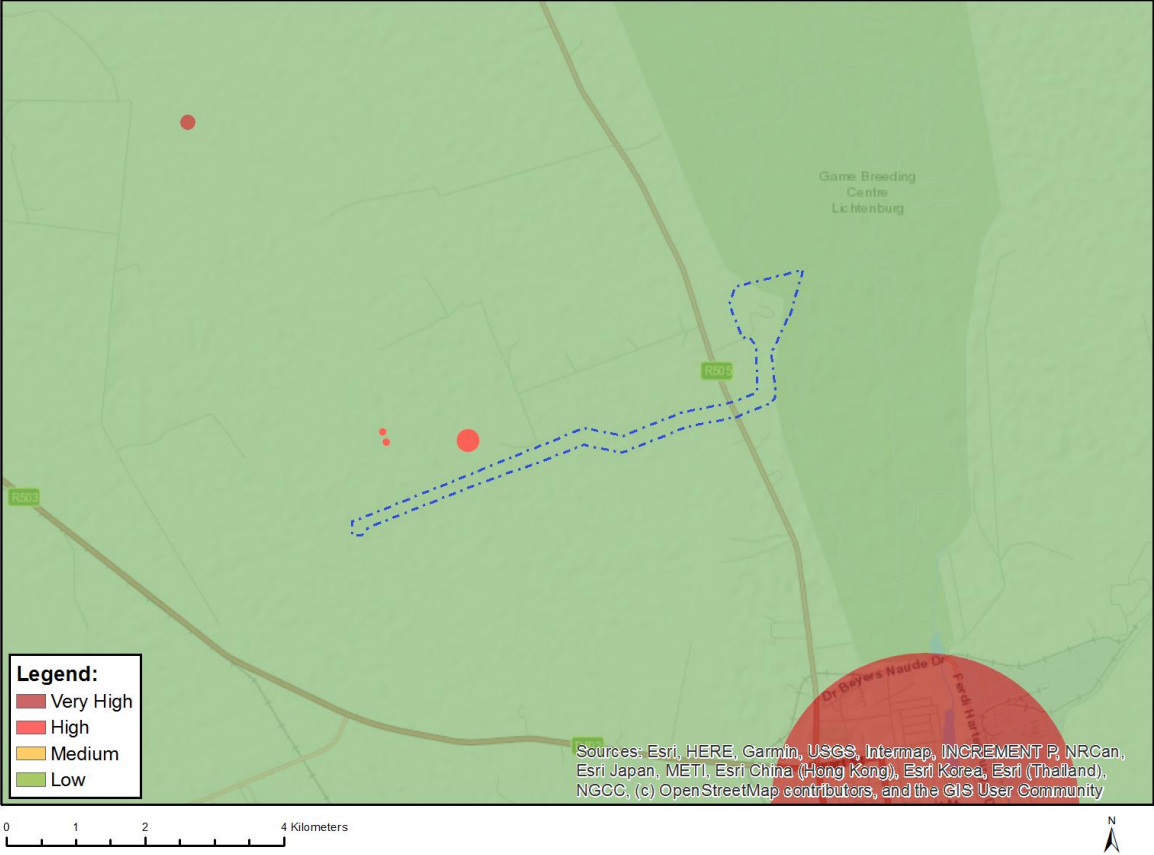 Game Breeding
Centre
Lichtenburg
R505
R503
Dr Beyers Naude Dr
Legend:
Very High
High
Medium
Low
Sources: Esri, HERE, Garmin, USGS, Intermap, INCREMENT P, NRCan,
Esri Japan, METI, Esri China (Hong Kong), Esri Korea, Esri (Thailand),
NGCC, (c) OpenStreetMap contributors, and the GIS User Community
0 1 2 4 Kilometers
N